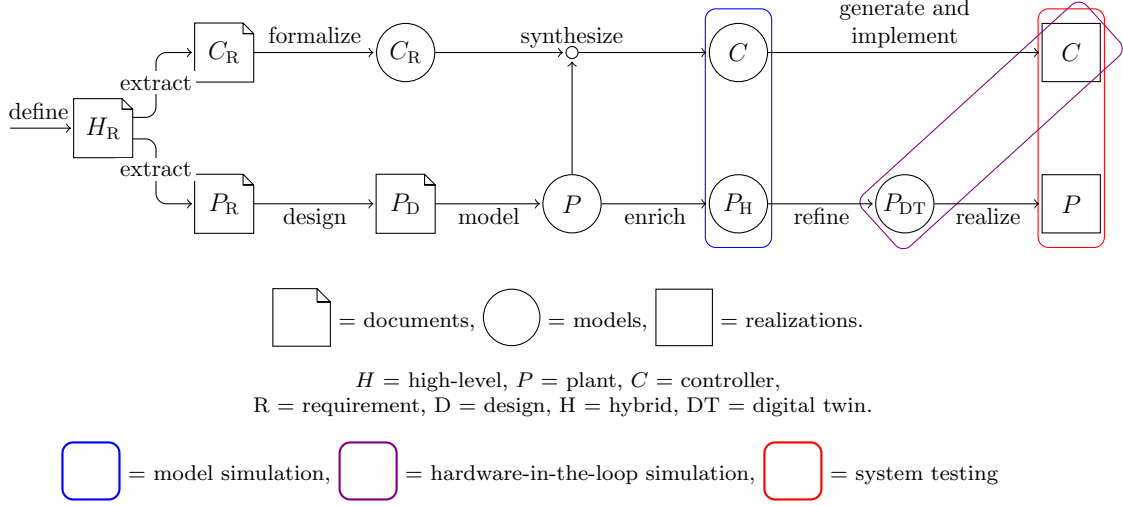 generate and
implement
C_R formalize C_R synthesize C C
extract
define H_R
extract
P_R design P_D model P enrich P_H refine P_DT realize P
= documents, = models, = realizations.
H = high-level, P = plant, C = controller,
R = requirement, D = design, H = hybrid, DT = digital twin.
= model simulation, = hardware-in-the-loop simulation, = system testing